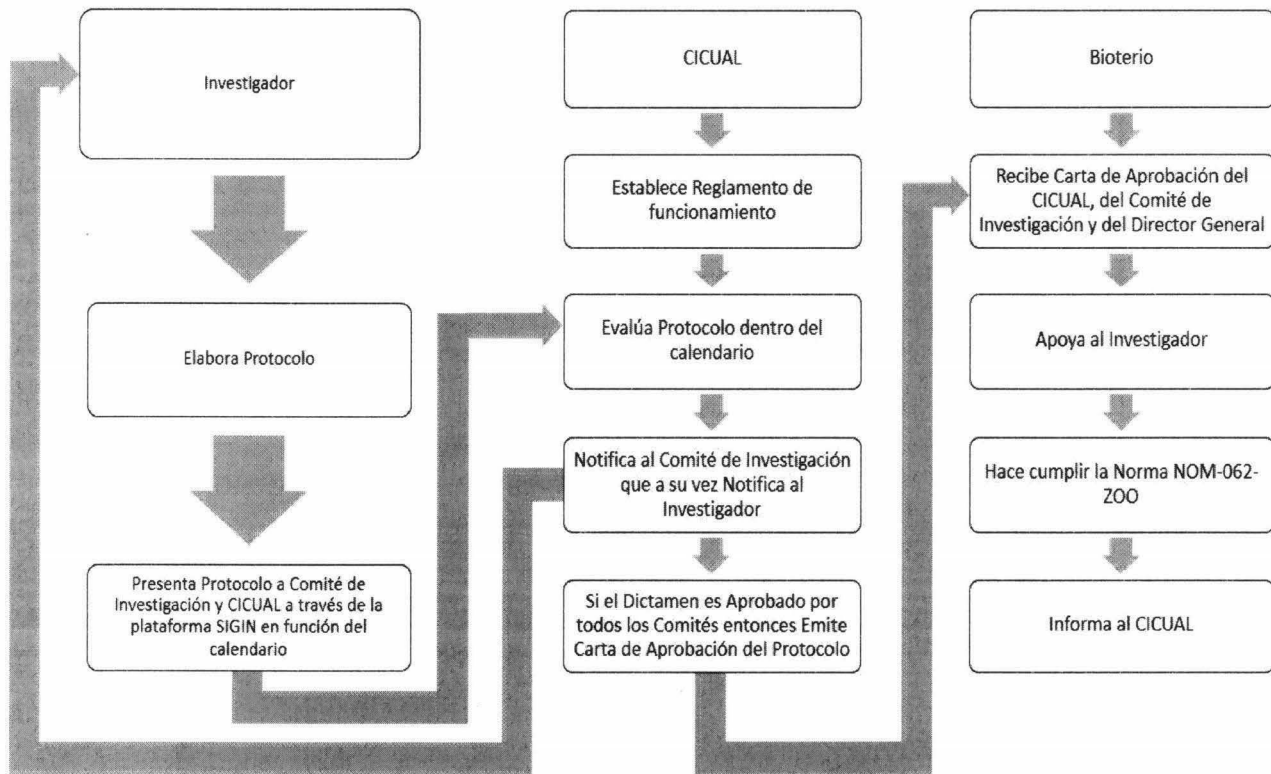 Investigador
Elabora Protocolo
Presenta Protocolo a Comité de
Investigación y CICUAL a través de la
plataforma SIGIN en función del
calendario
CICUAL
Establece Reglamento de
funcionamiento
Evalúa Protocolo dentro del
calendario
Notifica al Comité de Investigación
que a su vez Notifica al
Investigador
Si el Dictamen es Aprobado por
todos los Comités entonces Emite
Carta de Aprobación del Protocolo
Bioterio
Recibe Carta de Aprobación del
CICUAL, del Comité de
Investigación y del Director General
Apoya al Investigador
Hace cumplir la Norma NOM-062-
ZOO
Informa al CICUAL